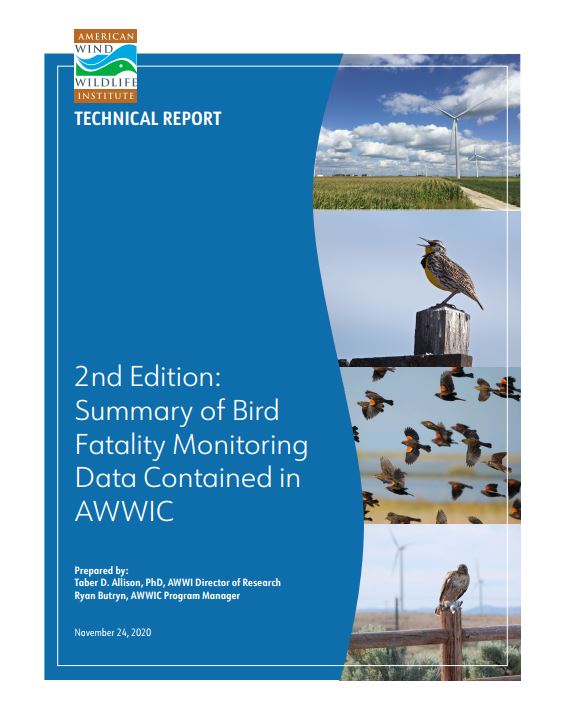 AMERICAN
WIND
WILDLIFE
INSTITUTE
TECHNICAL REPORT
2nd Edition:
Summary of Bird
Fatality Monitoring
Data Contained in
AWWIC
Prepared by:
Taber D. Allison, PhD, AWWI Director of Research
Ryan Butryn, AWWIC Program Manager
November 24, 2020